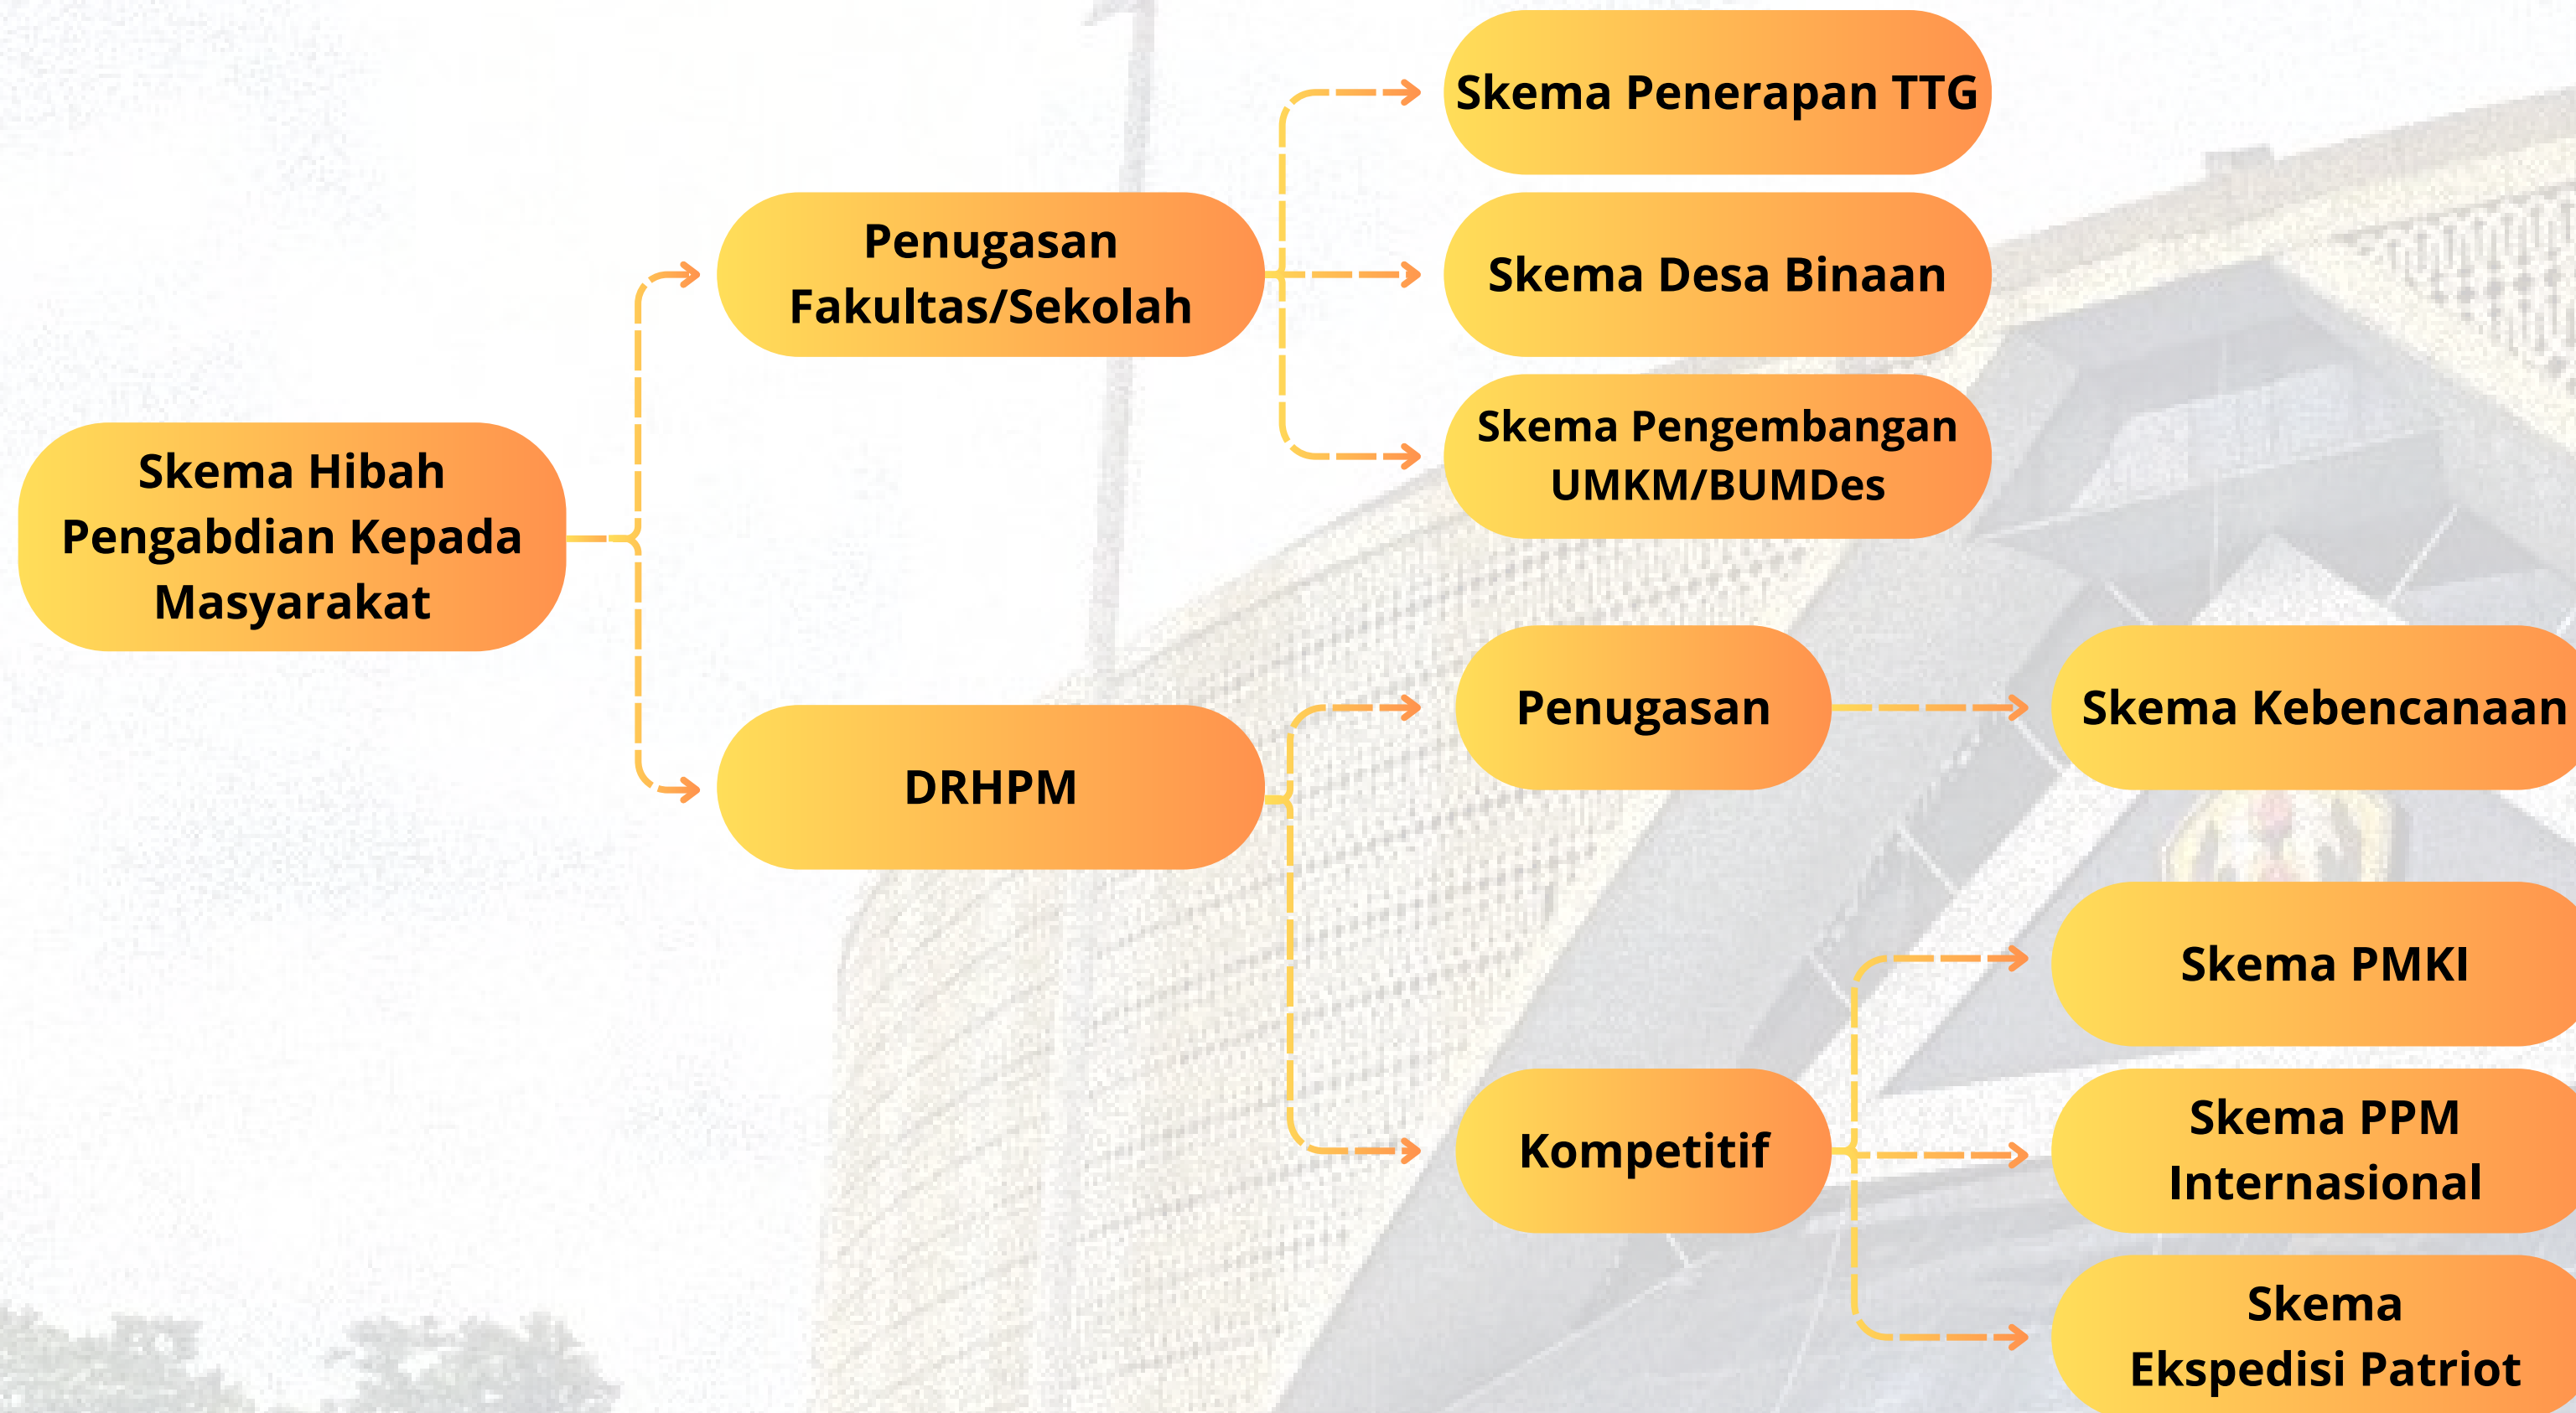 Skema Hibah
Pengabdian Kepada
Masyarakat
Penugasan
Fakultas/Sekolah
Skema Penerapan TTG
Skema Desa Binaan
Skema Pengembangan
UMKM/BUMDes
DRHPM
Penugasan
Skema Kebencanaan
Kompetitif
Skema PMKI
Skema PPM
Internasional
Skema
Ekspedisi Patriot